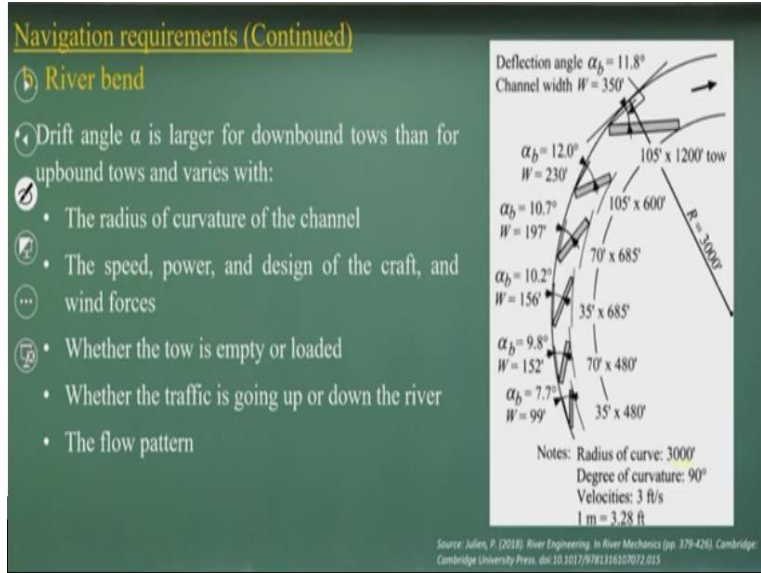 Navigation requirements (Continued)
b. River bend
Drift angle α is larger for downbound tows than for
upbound tows and varies with:
• The radius of curvature of the channel
• The speed, power, and design of the craft, and
wind forces
• Whether the tow is empty or loaded
• Whether the traffic is going up or down the river
• The flow pattern
Deflection angle αb = 11.8°
Channel width W = 350'
105' x 1200' tow
αb = 12.0°
W = 230'
105' x 600'
αb = 10.7°
W = 197'
70' x 685'
R = 3000'
αb = 10.2°
W = 156'
35' x 685'
αb = 9.8°
W = 152'
70' x 480'
αb = 7.7°
W = 99'
35' x 480'
Notes: Radius of curve: 3000'
Degree of curvature: 90°
Velocities: 3 ft/s
1 m = 3.28 ft
Source: Julien, P. (2018). River Engineering. In River Mechanics (pp. 379-426). Cambridge:
Cambridge University Press. doi:10.1017/9781316107072.015